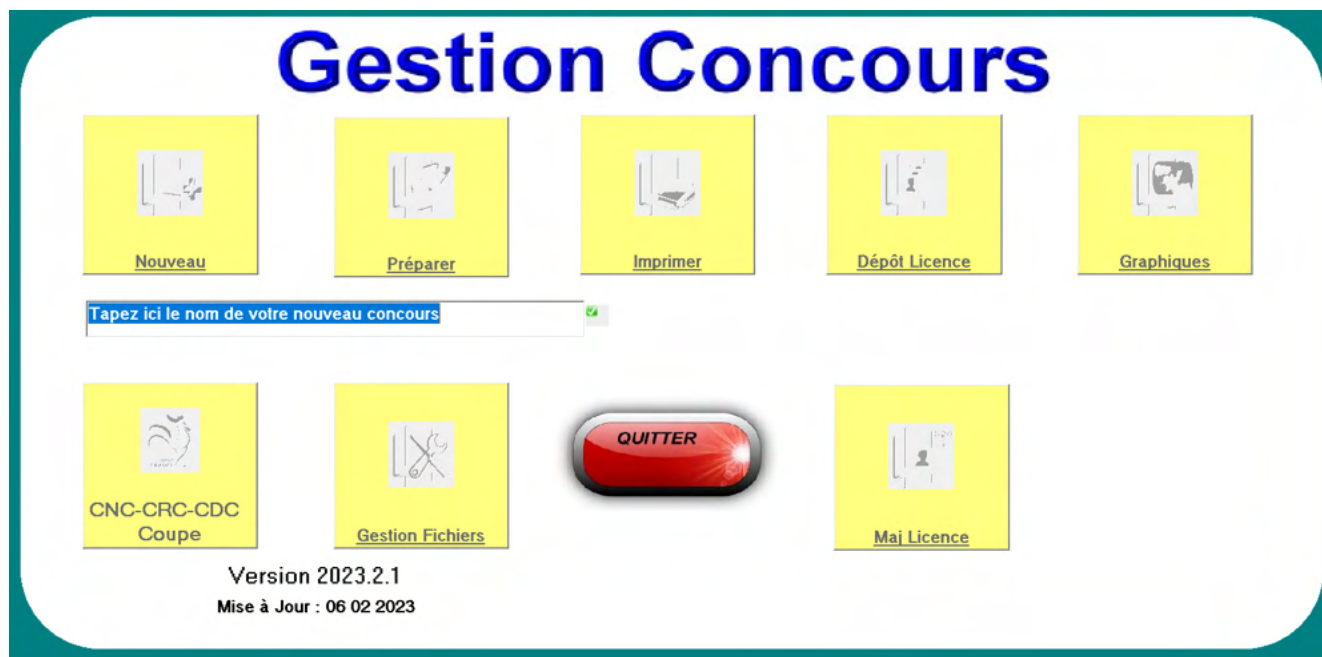 Gestion Concours
Nouveau
Préparer
Imprimer
Dépôt Licence
Graphiques
Tapez ici le nom de votre nouveau concours
CNC-CRC-CDC
Coupe
Gestion Fichiers
QUITTER
Maj Licence
Version 2023.2.1
Mise à Jour : 06 02 2023